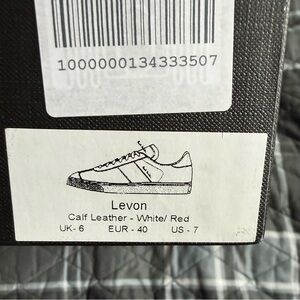 1000000134333507
Levon
Calf Leather - White/ Red
UK- 6 EUR - 40 US - 7